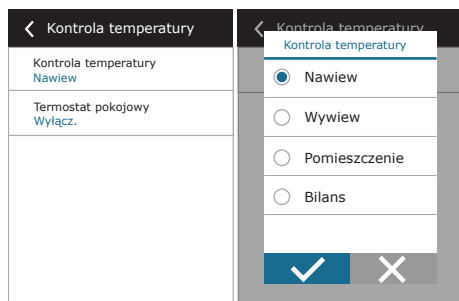 Kontrola temperatury
Kontrola temperatury
Nawiew
Termostat pokojowy
Wyłącz.
Kontrola temperatury
Kontrola temperatury
Nawiew
Wywiew
Pomieszczenie
Bilans